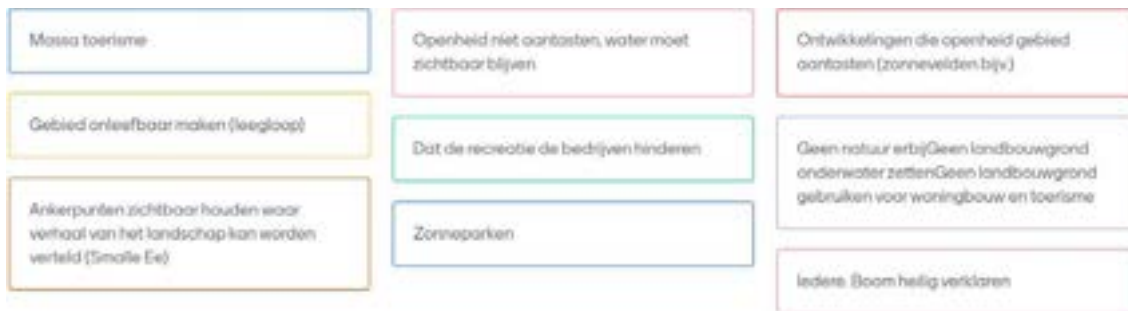 Massa toerisme
Gebied onleefbaar maken (leegloop)
Ankerpunten zichtbaar houden waar
verhaal van het landschap kan worden
verteld (Smalle Ee)
Openheid niet aantasten, water moet
zichtbaar blijven
Dat de recreatie de bedrijven hinderen
Zonneparken
Ontwikkelingen die openheid gebied
aantasten (zonnevelden bijv.)
Geen natuur erbijGeen landbouwgrond
onderwater zettenGeen landbouwgrond
gebruiken voor woningbouw en toerisme
Iedere. Boom heilig verklaren